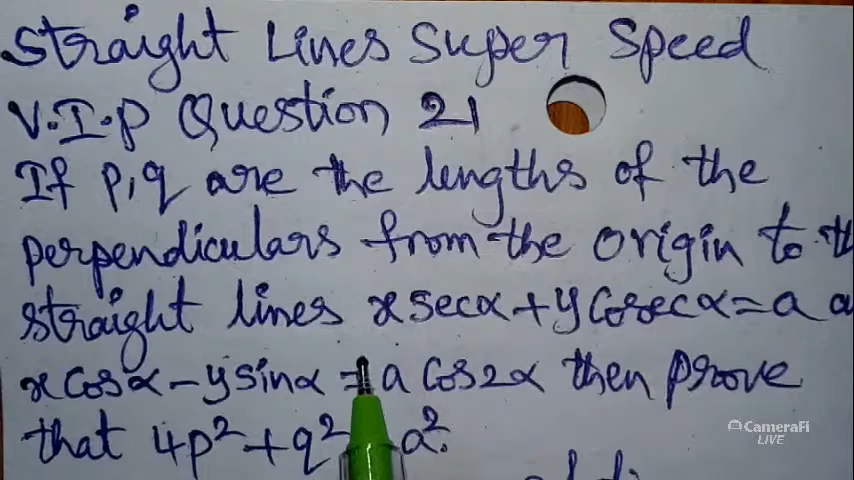 Straight Lines Super Speed
V.I.P Question 21
If p,q are the lengths of the
perpendiculars from the origin to th
straight lines x secα + y cosecα = a a
x cosα - y sinα = a cos2α then prove
that 4p² + q² a².
CameraFi
LIVE